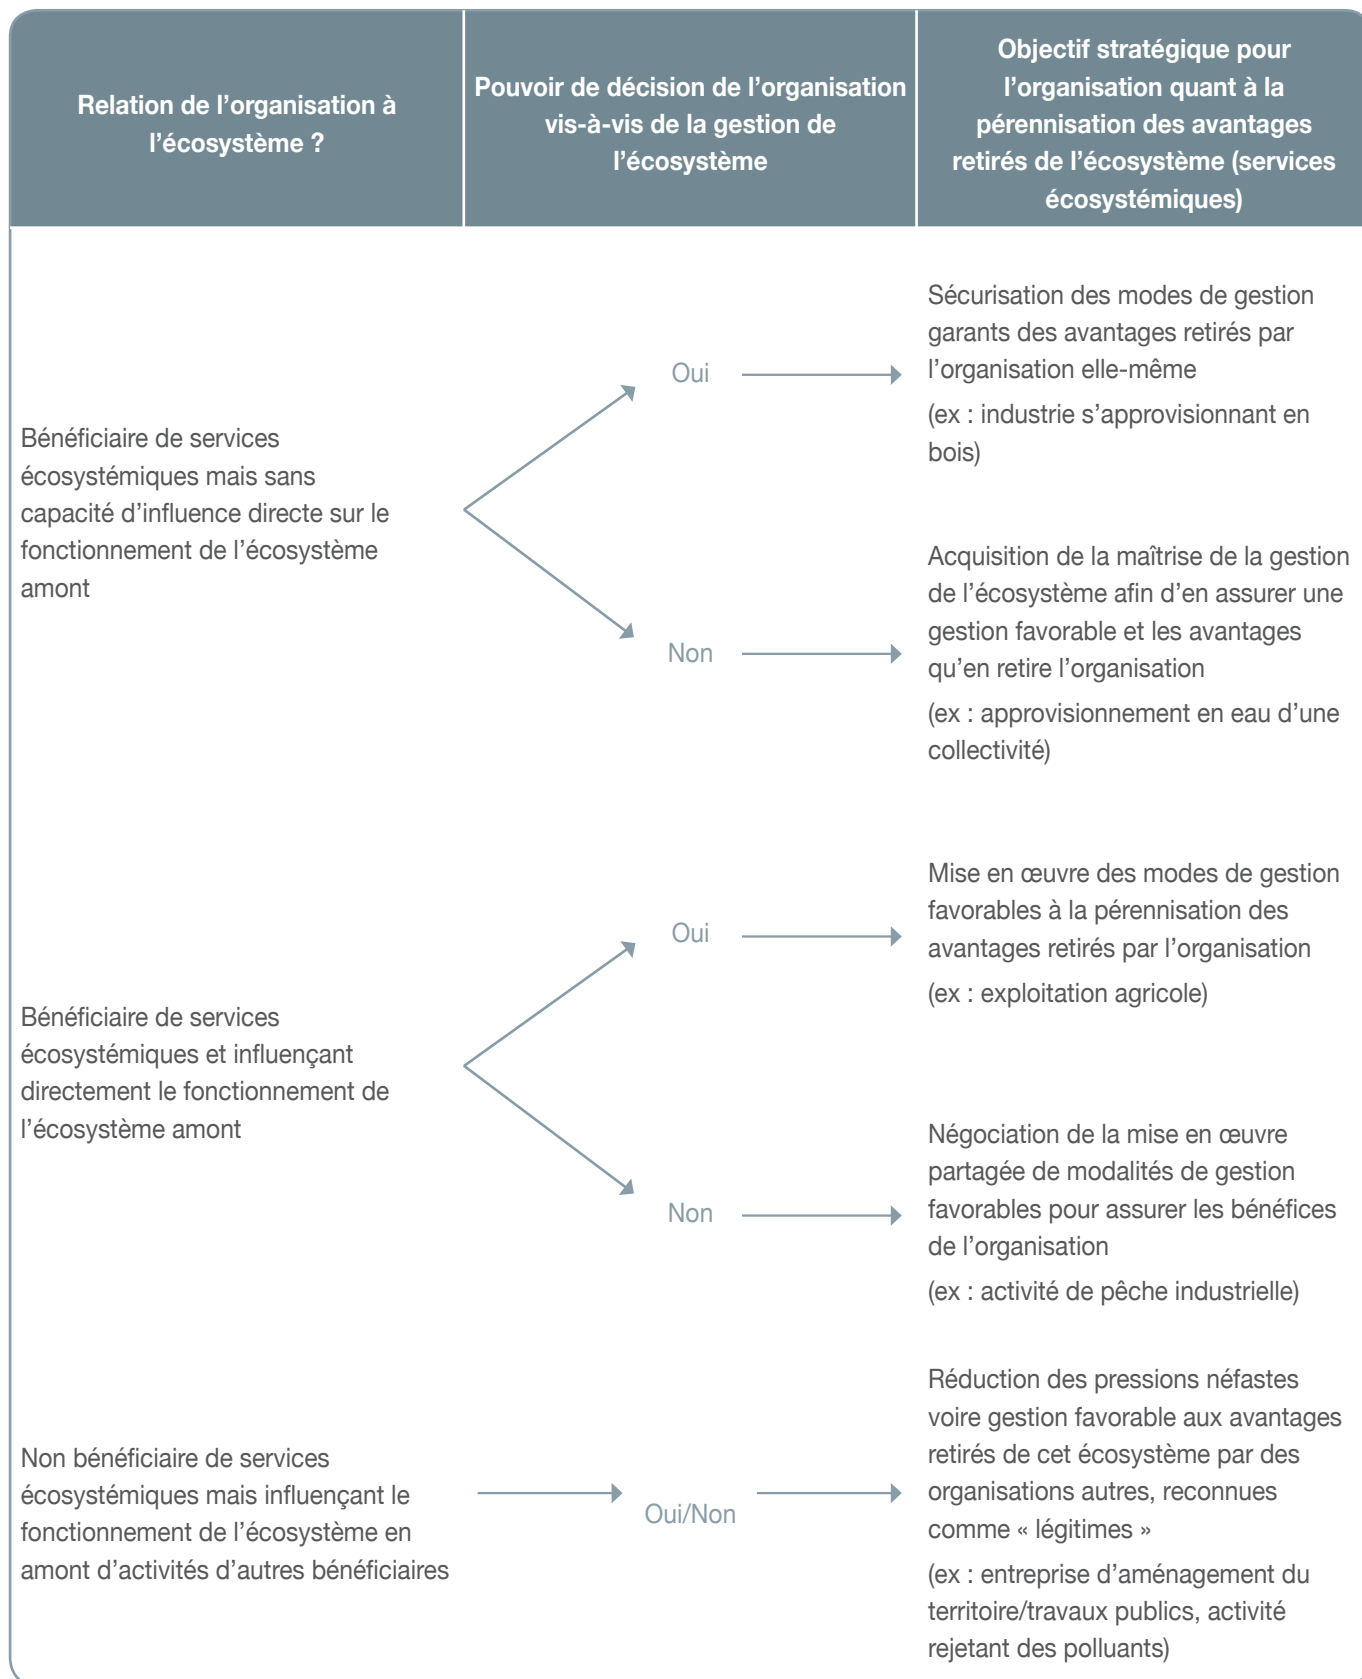 Relation de l’organisation à
l’écosystème ?
Pouvoir de décision de l’organisation
vis-à-vis de la gestion de
l’écosystème
Objectif stratégique pour
l’organisation quant à la
pérennisation des avantages
retirés de l’écosystème (services
écosystémiques)
Bénéficiaire de services
écosystémiques mais sans
capacité d’influence directe sur le
fonctionnement de l’écosystème
amont
Oui
Sécurisation des modes de gestion
garants des avantages retirés par
l’organisation elle-même
(ex : industrie s’approvisionnant en
bois)
Non
Acquisition de la maîtrise de la gestion
de l’écosystème afin d’en assurer une
gestion favorable et les avantages
qu’en retire l’organisation
(ex : approvisionnement en eau d’une
collectivité)
Bénéficiaire de services
écosystémiques et influençant
directement le fonctionnement de
l’écosystème amont
Oui
Mise en œuvre des modes de gestion
favorables à la pérennisation des
avantages retirés par l’organisation
(ex : exploitation agricole)
Non
Négociation de la mise en œuvre
partagée de modalités de gestion
favorables pour assurer les bénéfices
de l’organisation
(ex : activité de pêche industrielle)
Non bénéficiaire de services
écosystémiques mais influençant le
fonctionnement de l’écosystème en
amont d’activités d’autres bénéficiaires
Oui/Non
Réduction des pressions néfastes
voire gestion favorable aux avantages
retirés de cet écosystème par des
organisations autres, reconnues
comme « légitimes »
(ex : entreprise d’aménagement du
territoire/travaux publics, activité
rejetant des polluants)